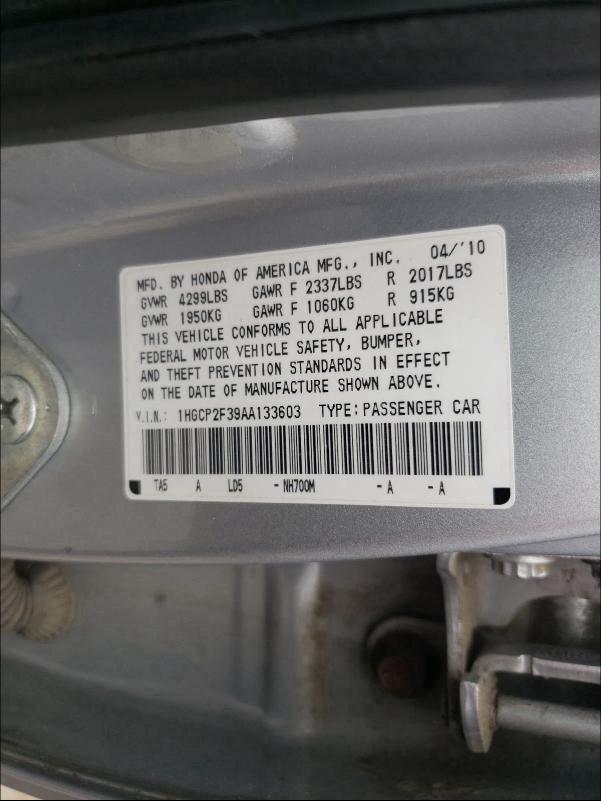 MFD. BY HONDA OF AMERICA MFG., INC. 04/'10
GVWR 4299LBS GAWR F 2337LBS R 2017LBS
GVWR 1950KG GAWR F 1060KG R 915KG
THIS VEHICLE CONFORMS TO ALL APPLICABLE
FEDERAL MOTOR VEHICLE SAFETY, BUMPER,
AND THEFT PREVENTION STANDARDS IN EFFECT
ON THE DATE OF MANUFACTURE SHOWN ABOVE.
V.I.N.: 1HGCP2F39AA133603 TYPE: PASSENGER CAR
TA5 A LD5 -NH700M -A -A